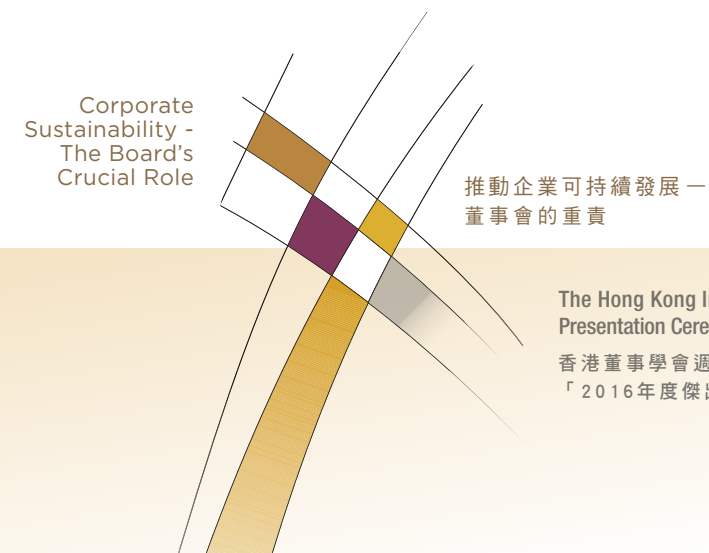 Corporate
Sustainability -
The Board's
Crucial Role
推動企業可持續發展－
董事會的重責
The Hong Kong
Presentation
香港董事學會週
「2016年度傑